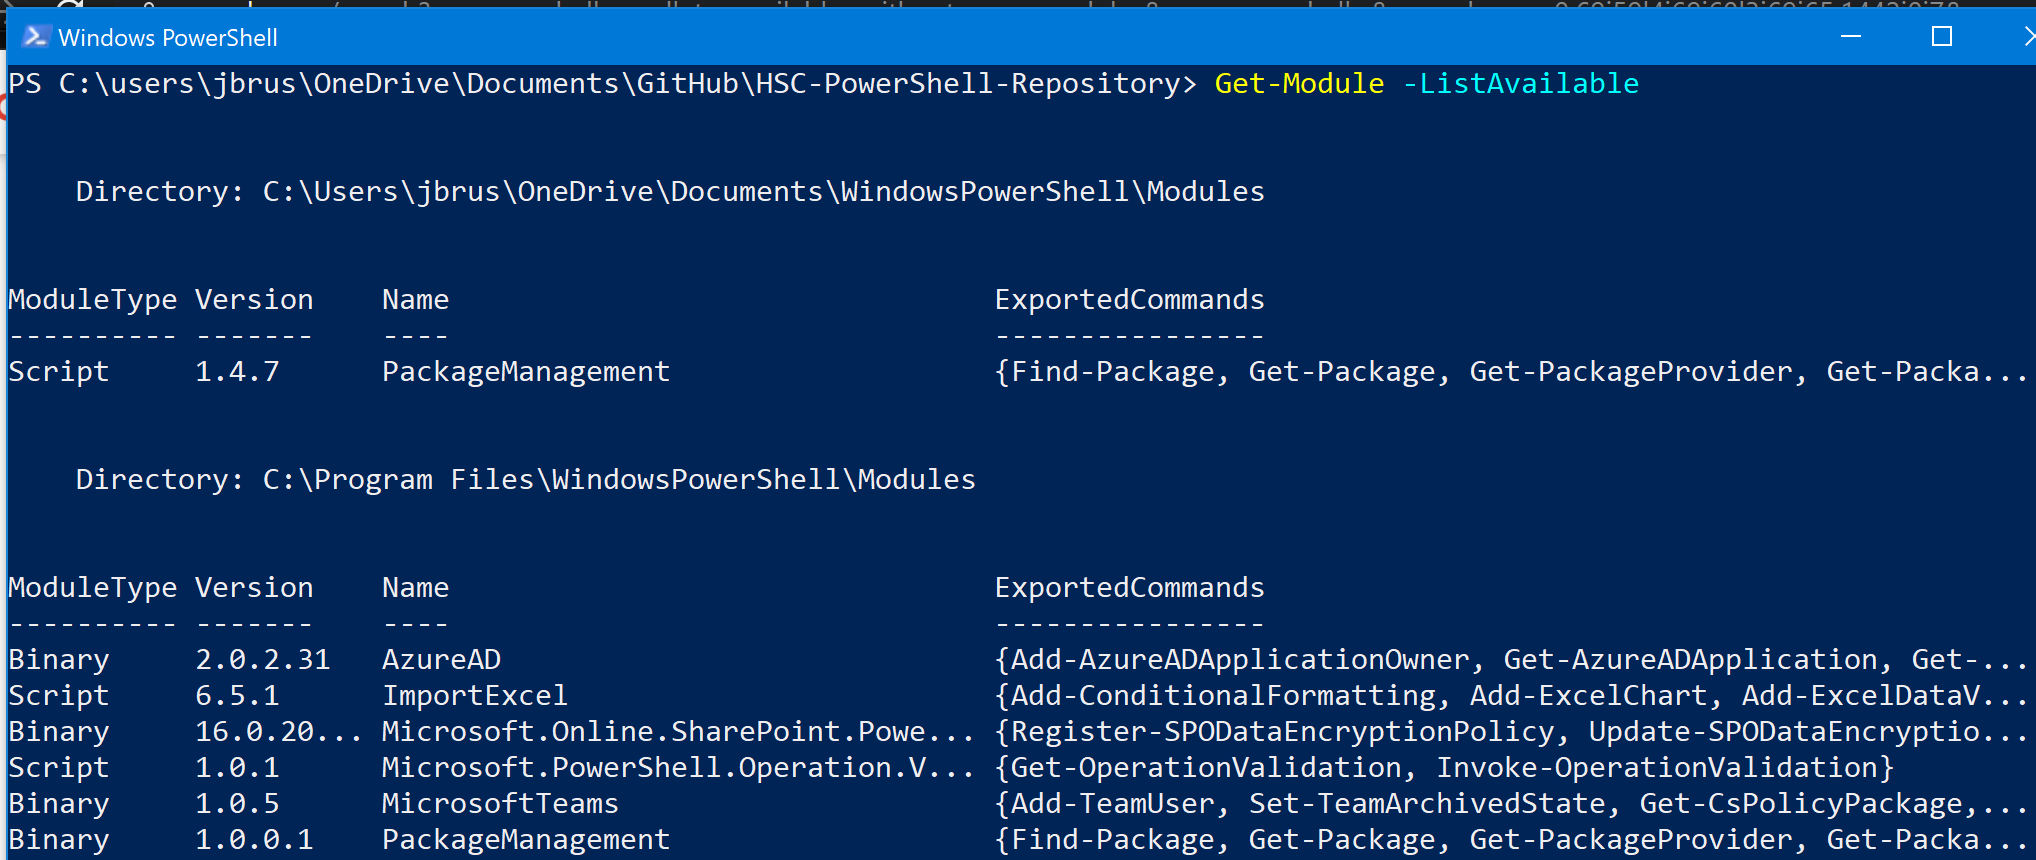 Windows PowerShell
PS C:\users\jbrus\OneDrive\Documents\GitHub\HSC-PowerShell-Repository> Get-Module -ListAvailable
Directory: C:\Users\jbrus\OneDrive\Documents\WindowsPowerShell\Modules
ModuleType Version    Name                                ExportedCommands
---------- -------    ----                                ----------------
Script     1.4.7      PackageManagement                   {Find-Package, Get-Package, Get-PackageProvider, Get-Packa...
Directory: C:\Program Files\WindowsPowerShell\Modules
ModuleType Version    Name                                ExportedCommands
---------- -------    ----                                ----------------
Binary     2.0.2.31   AzureAD                             {Add-AzureADApplicationOwner, Get-AzureADApplication, Get-...
Script     6.5.1      ImportExcel                         {Add-ConditionalFormatting, Add-ExcelChart, Add-ExcelDataV...
Binary     16.0.20... Microsoft.Online.SharePoint.Powe... {Register-SPODataEncryptionPolicy, Update-SPODataEncryptio...
Script     1.0.1      Microsoft.PowerShell.Operation.V... {Get-OperationValidation, Invoke-OperationValidation}
Binary     1.0.5      MicrosoftTeams                      {Add-TeamUser, Set-TeamArchivedState, Get-CsPolicyPackage,...
Binary     1.0.0.1    PackageManagement                   {Find-Package, Get-Package, Get-PackageProvider, Get-Packa...